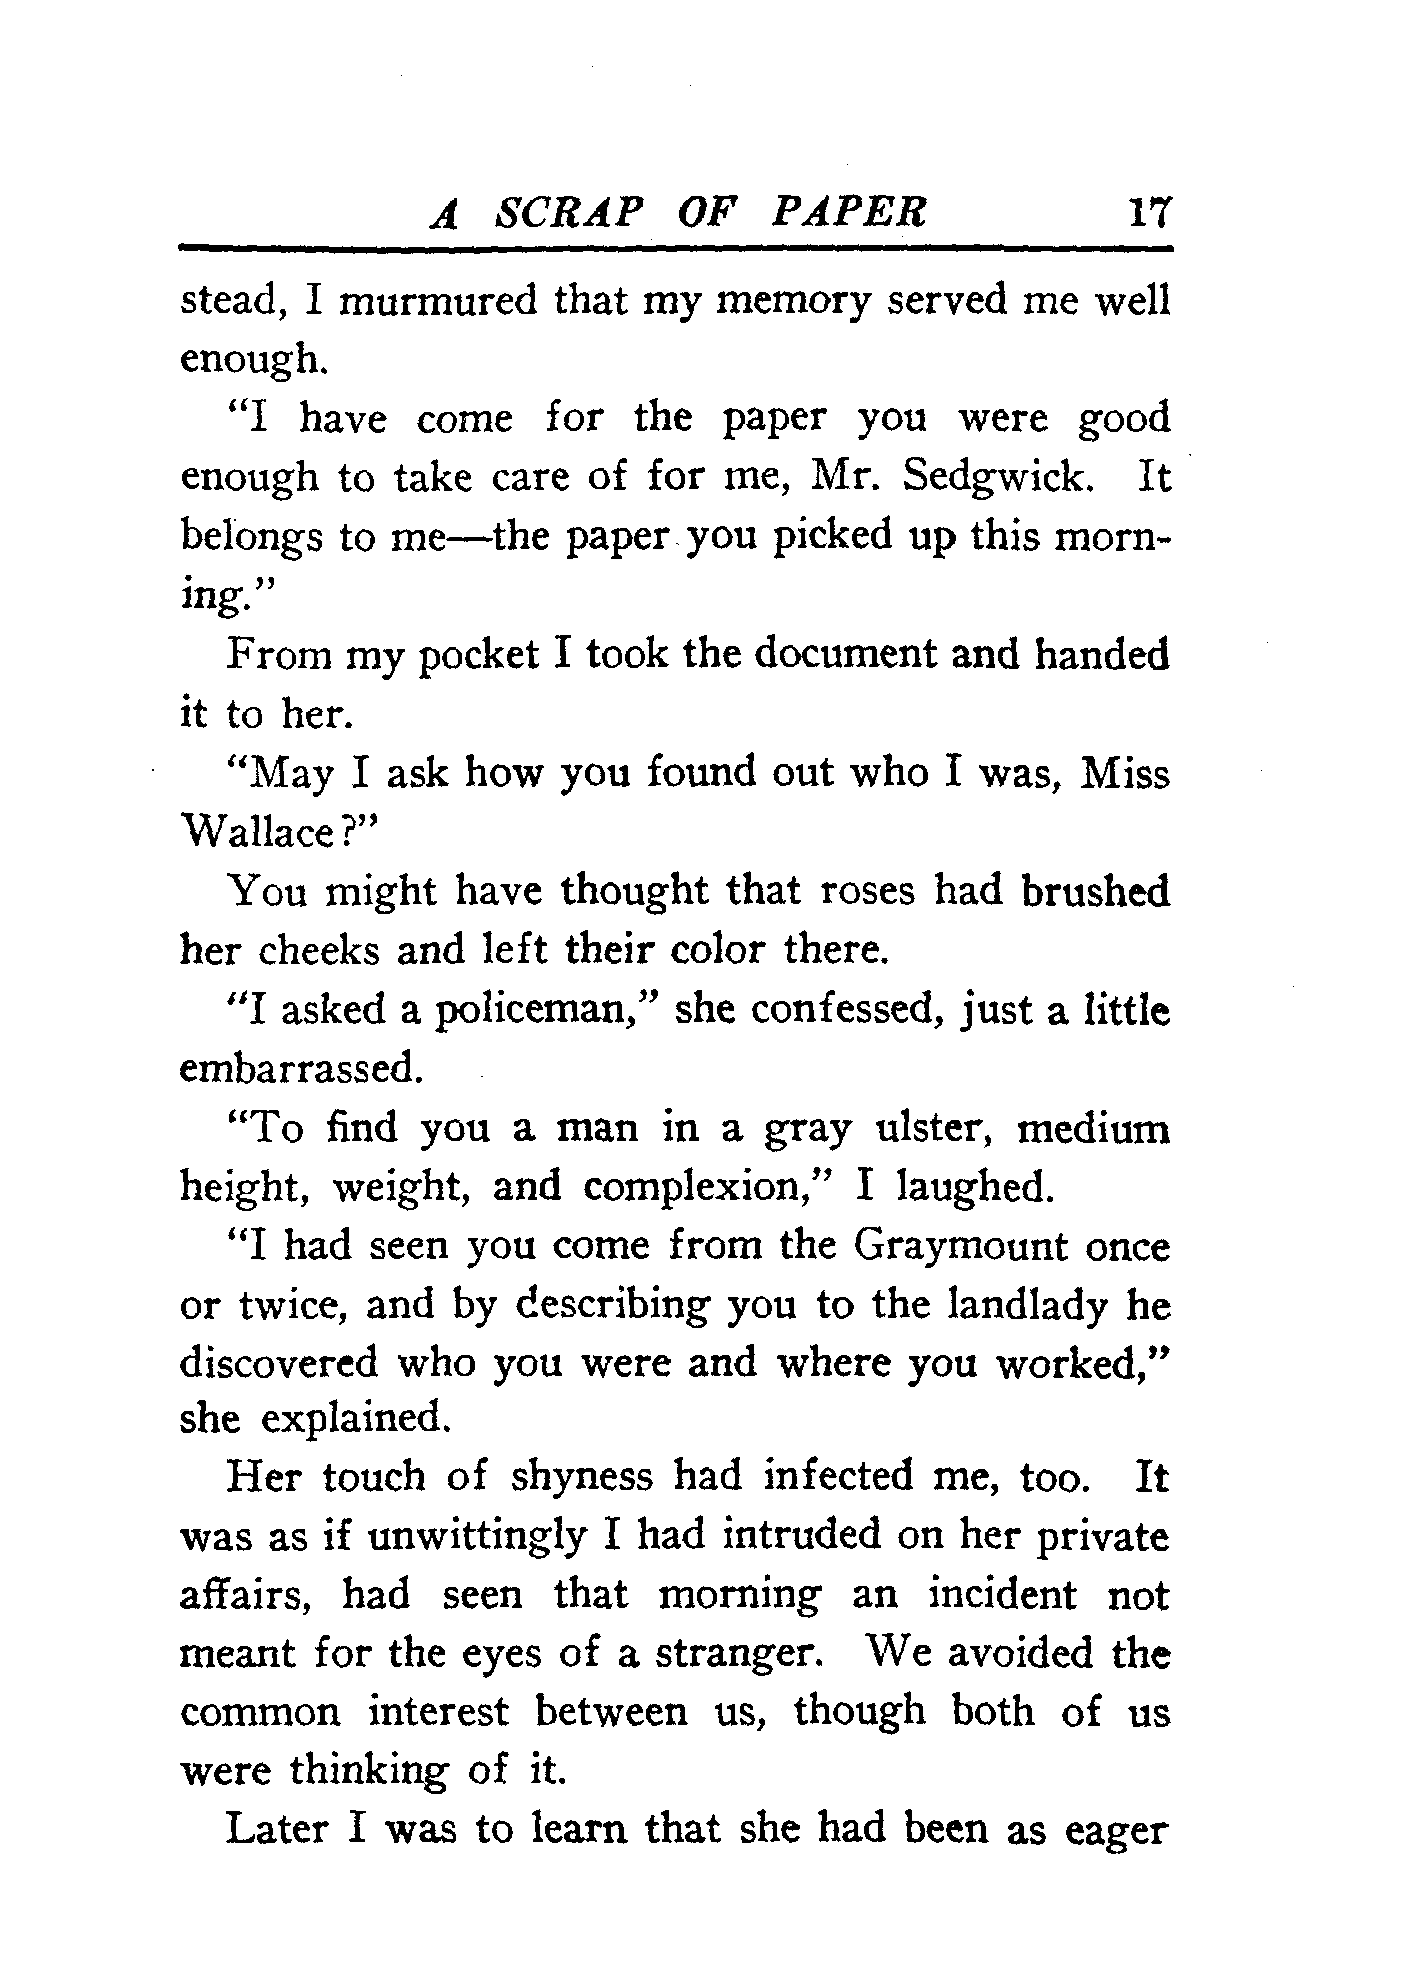 A SCRAP OF PAPER 17
stead, I murmured that my memory served me well
enough.
"I have come for the paper you were good
enough to take care of for me, Mr. Sedgwick. It
belongs to me—the paper you picked up this morn-
ing."
From my pocket I took the document and handed
it to her.
"May I ask how you found out who I was, Miss
Wallace?"
You might have thought that roses had brushed
her cheeks and left their color there.
"I asked a policeman," she confessed, just a little
embarrassed.
"To find you a man in a gray ulster, medium
height, weight, and complexion," I laughed.
"I had seen you come from the Graymount once
or twice, and by describing you to the landlady he
discovered who you were and where you worked,"
she explained.
Her touch of shyness had infected me, too. It
was as if unwittingly I had intruded on her private
affairs, had seen that morning an incident not
meant for the eyes of a stranger. We avoided the
common interest between us, though both of us
were thinking of it.
Later I was to learn that she had been as eager